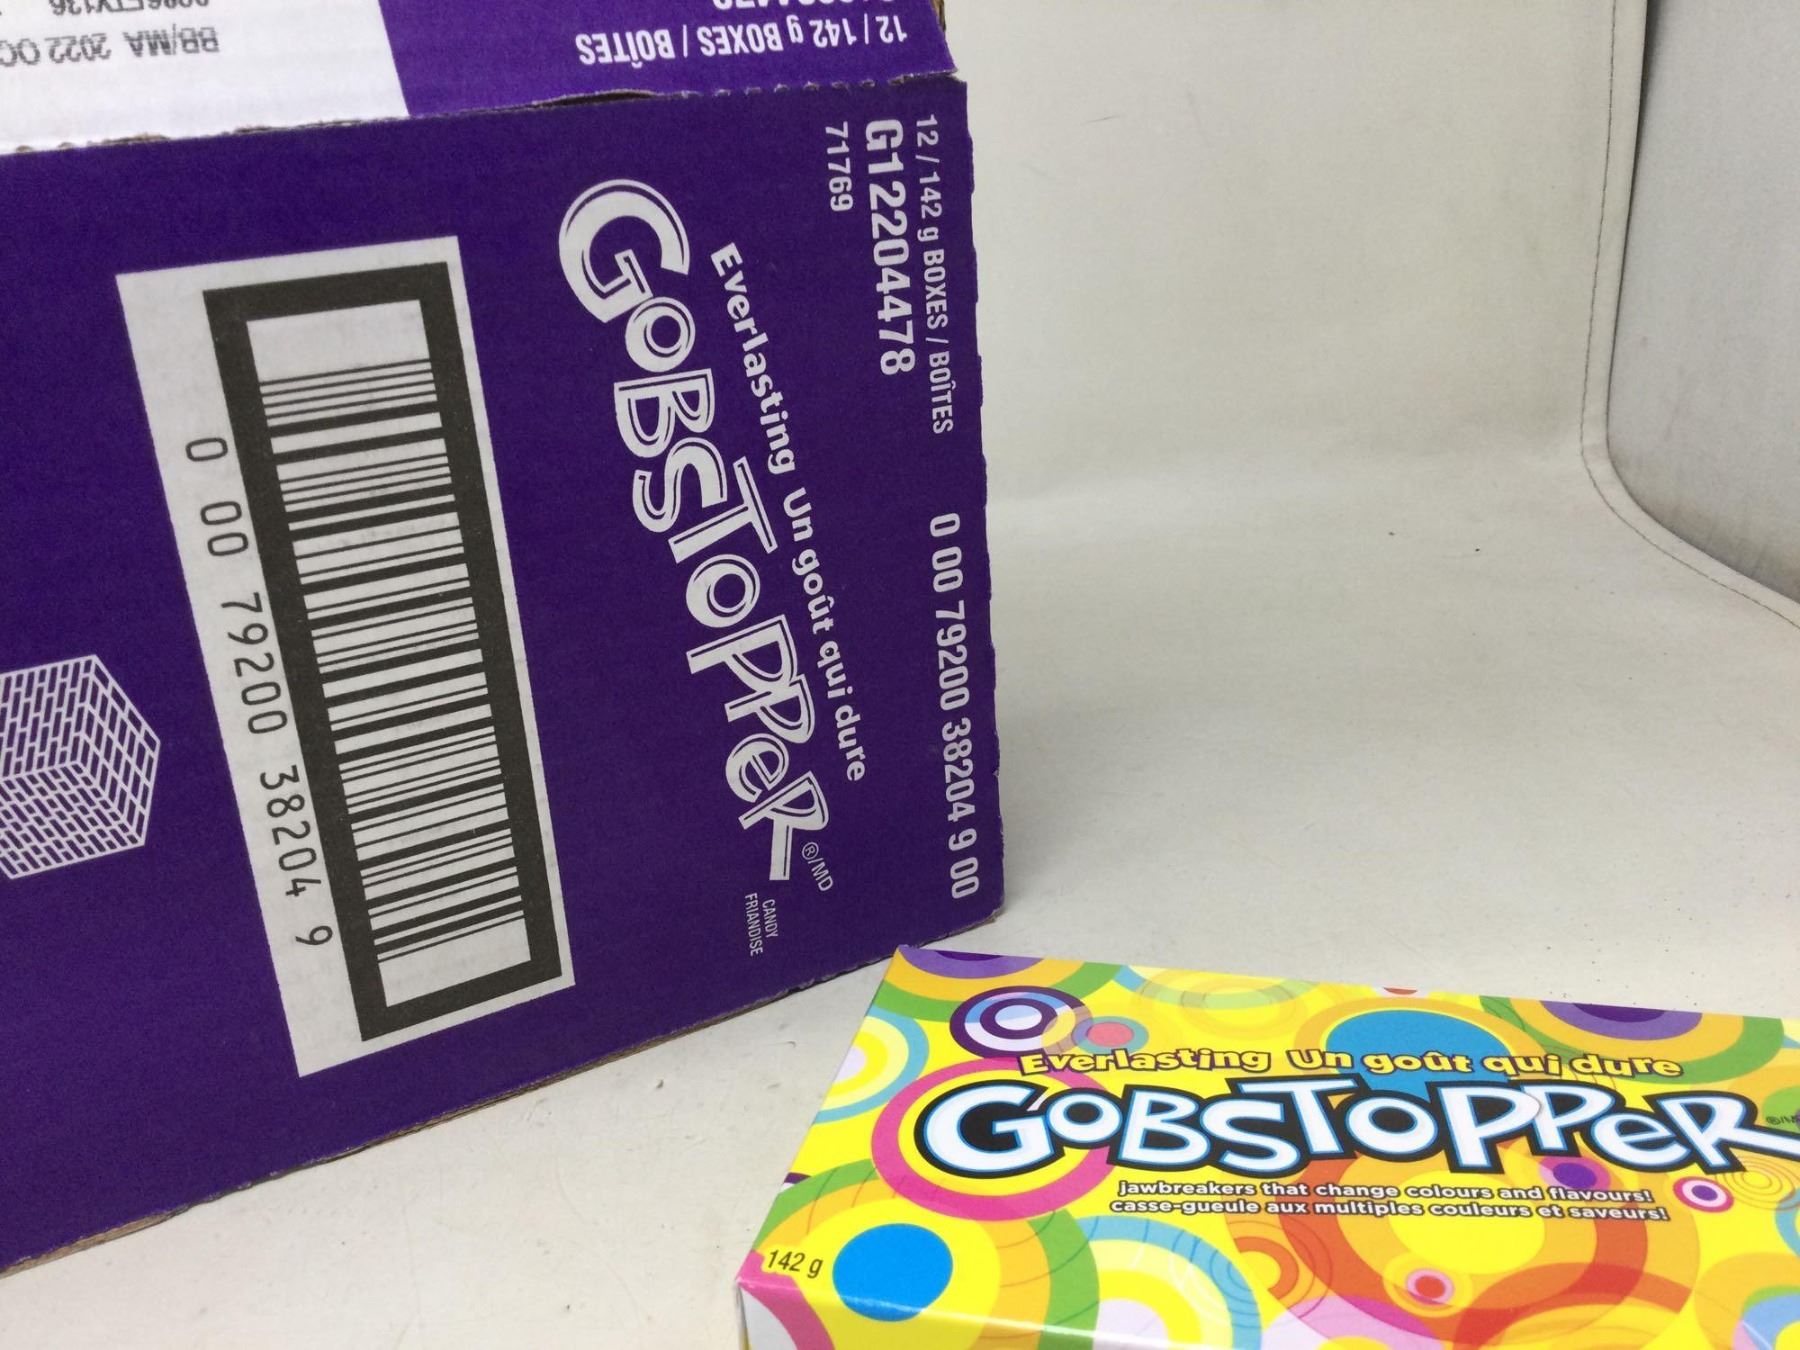 BB/MA 2022 OC
12 / 142 g BOXES / BOÎTES
12 / 142 g BOXES / BOÎTES
0 00 79200 38204 9 00
G12204478
71769
Everlasting Un goût qui dure
GOBSTOPPER ®/MD
CANDY
FRIANDISE
0 00 79200 38204 9
Everlasting Un goût qui dure
GOBSTOPPER
jawbreakers that change colours and flavours!
casse-gueule aux multiples couleurs et saveurs!
142 g